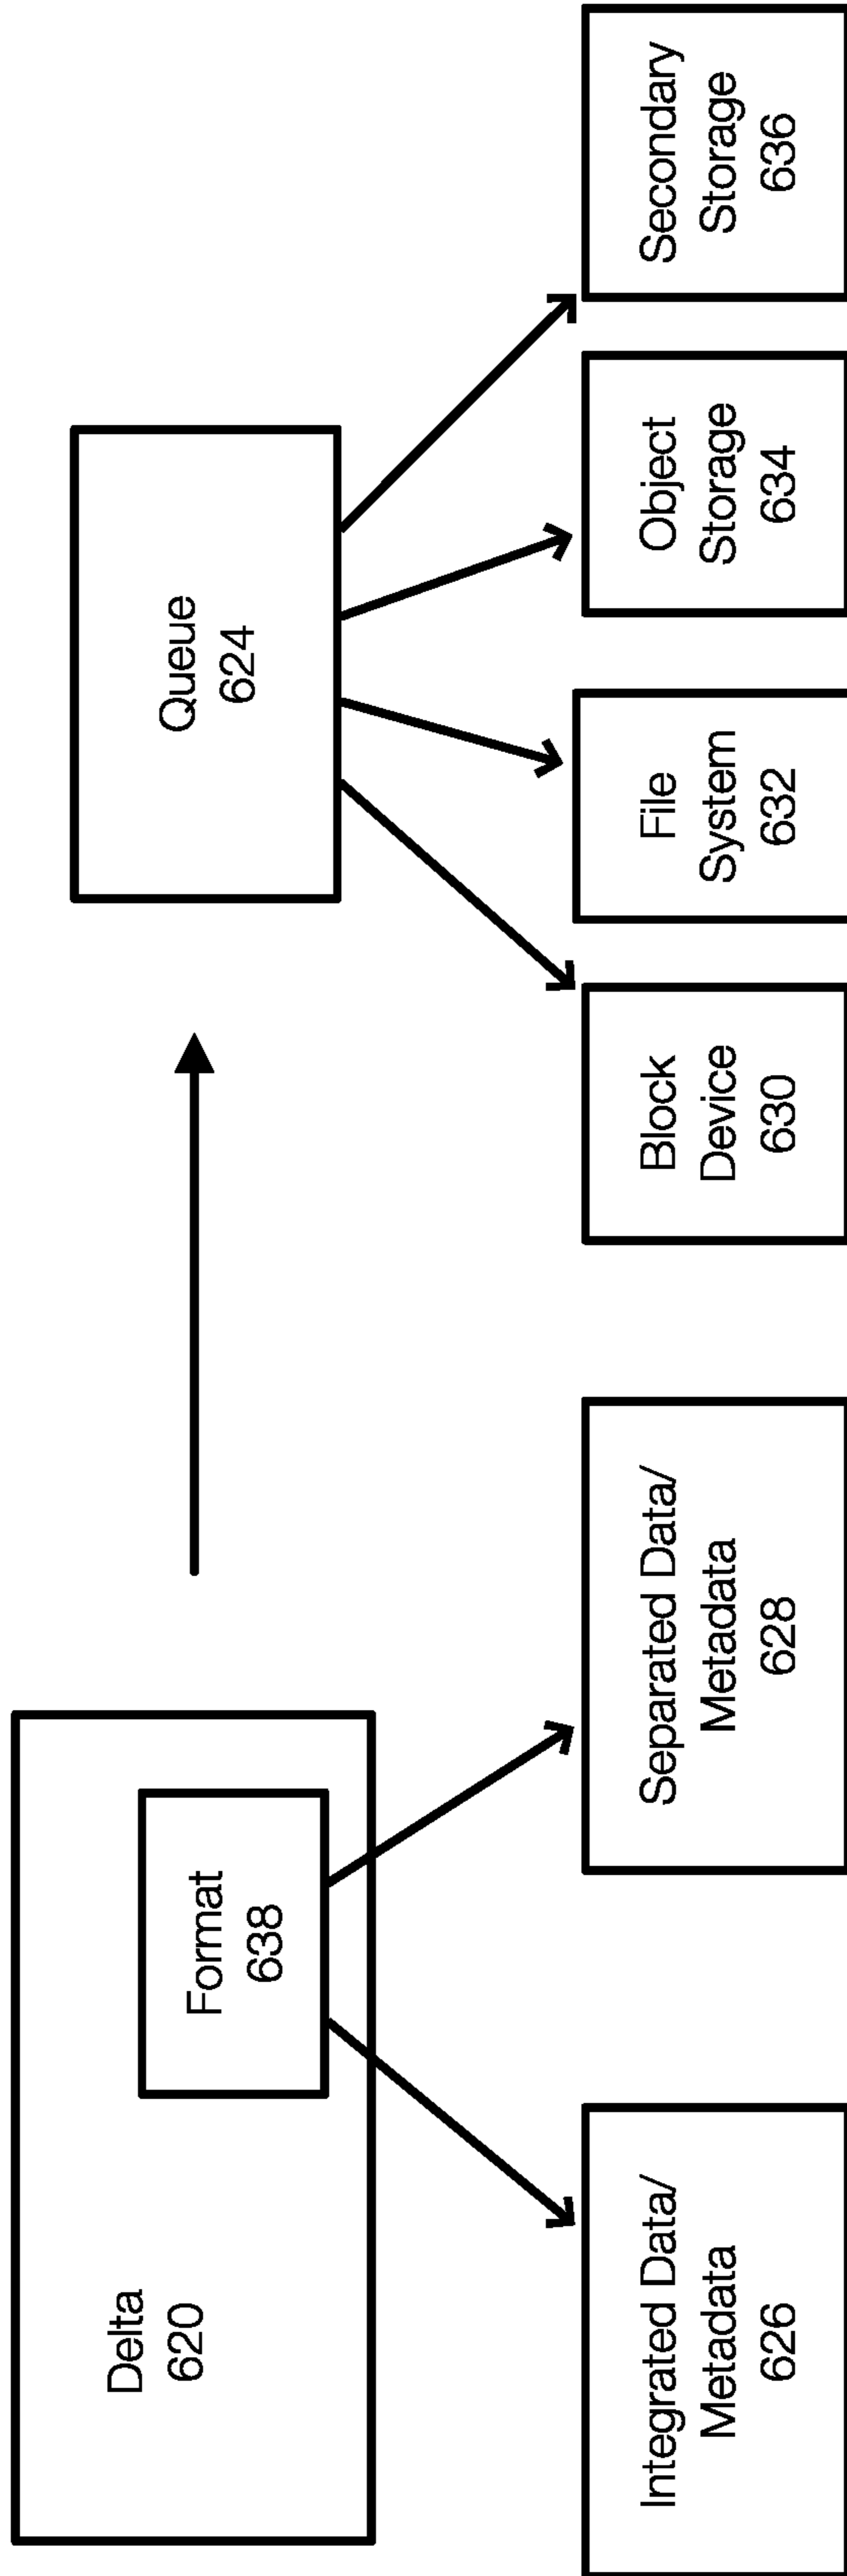 Delta
620
Format
638
Queue
624
Integrated Data/
Metadata
626
Separated Data/
Metadata
628
Block
Device
630
File
System
632
Object
Storage
634
Secondary
Storage
636